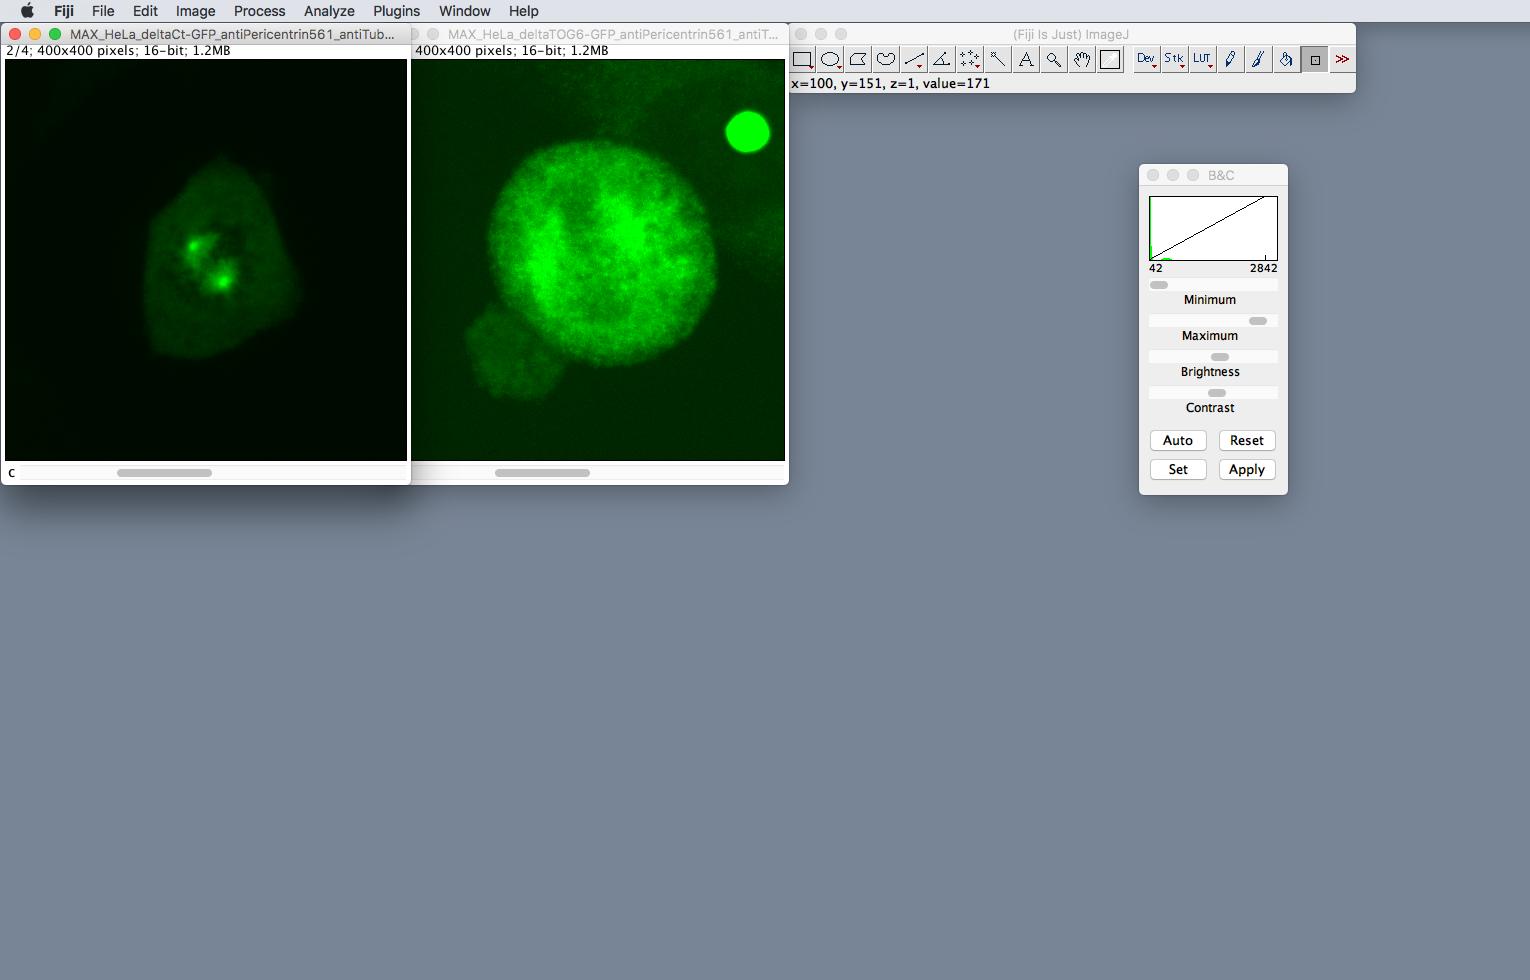 Fiji File Edit Image Process Analyze Plugins Window Help
MAX_HeLa_deltaCt-GFP_antiPericentrin561_antiTub...
2/4; 400x400 pixels; 16-bit; 1.2MB
C
MAX_HeLa_deltaTOG6-GFP_antiPericentrin561_antiT...
400x400 pixels; 16-bit; 1.2MB
(Fiji Is Just) ImageJ
A Dev Stk LUT >>
x=100, y=151, z=1, value=171
B&C
42 2842
Minimum
Maximum
Brightness
Contrast
Auto Reset
Set Apply